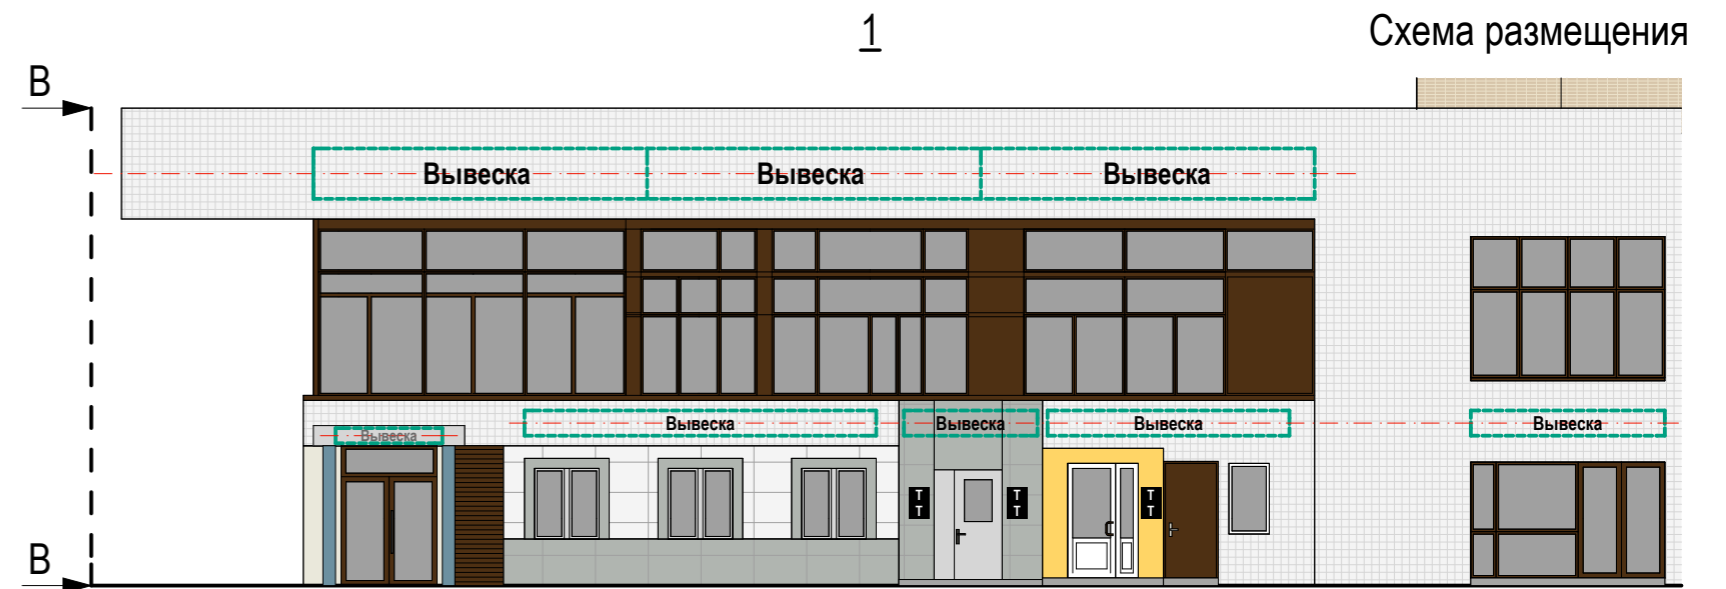 1
Схема размещения
В
Вывеска Вывеска Вывеска
Вывеска Вывеска Вывеска Вывеска
Вывеска
Т Т Т
Т Т Т
В